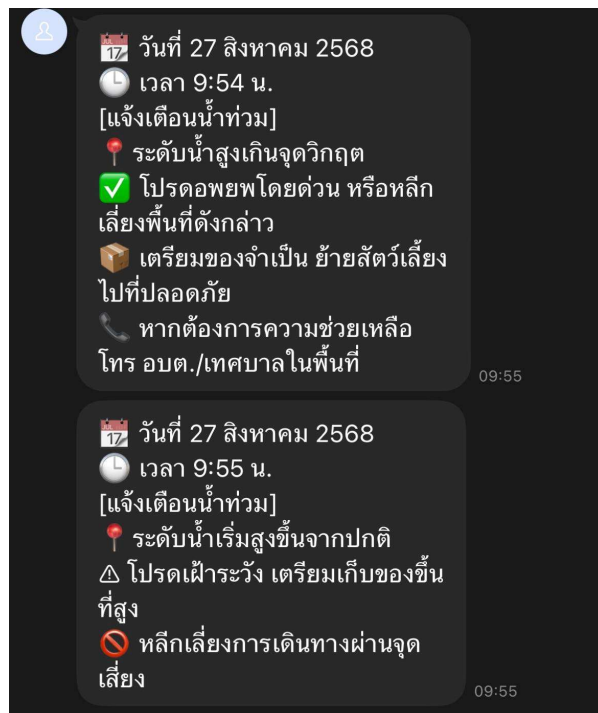 📅 วันที่ 27 สิงหาคม 2568
🕒 เวลา 9:54 น.
[แจ้งเตือนน้ำท่วม]
📍 ระดับน้ำสูงเกินจุดวิกฤต
✅ โปรดอพยพโดยด่วน หรือหลีก
เลี่ยงพื้นที่ดังกล่าว
📦 เตรียมของจำเป็น ย้ายสัตว์เลี้ยง
ไปที่ปลอดภัย
📞 หากต้องการความช่วยเหลือ
โทร อบต./เทศบาลในพื้นที่
09:55
📅 วันที่ 27 สิงหาคม 2568
🕒 เวลา 9:55 น.
[แจ้งเตือนน้ำท่วม]
📍 ระดับน้ำเริ่มสูงขึ้นจากปกติ
⚠ โปรดเฝ้าระวัง เตรียมเก็บของขึ้น
ที่สูง
🚫 หลีกเลี่ยงการเดินทางผ่านจุด
เสี่ยง
09:55